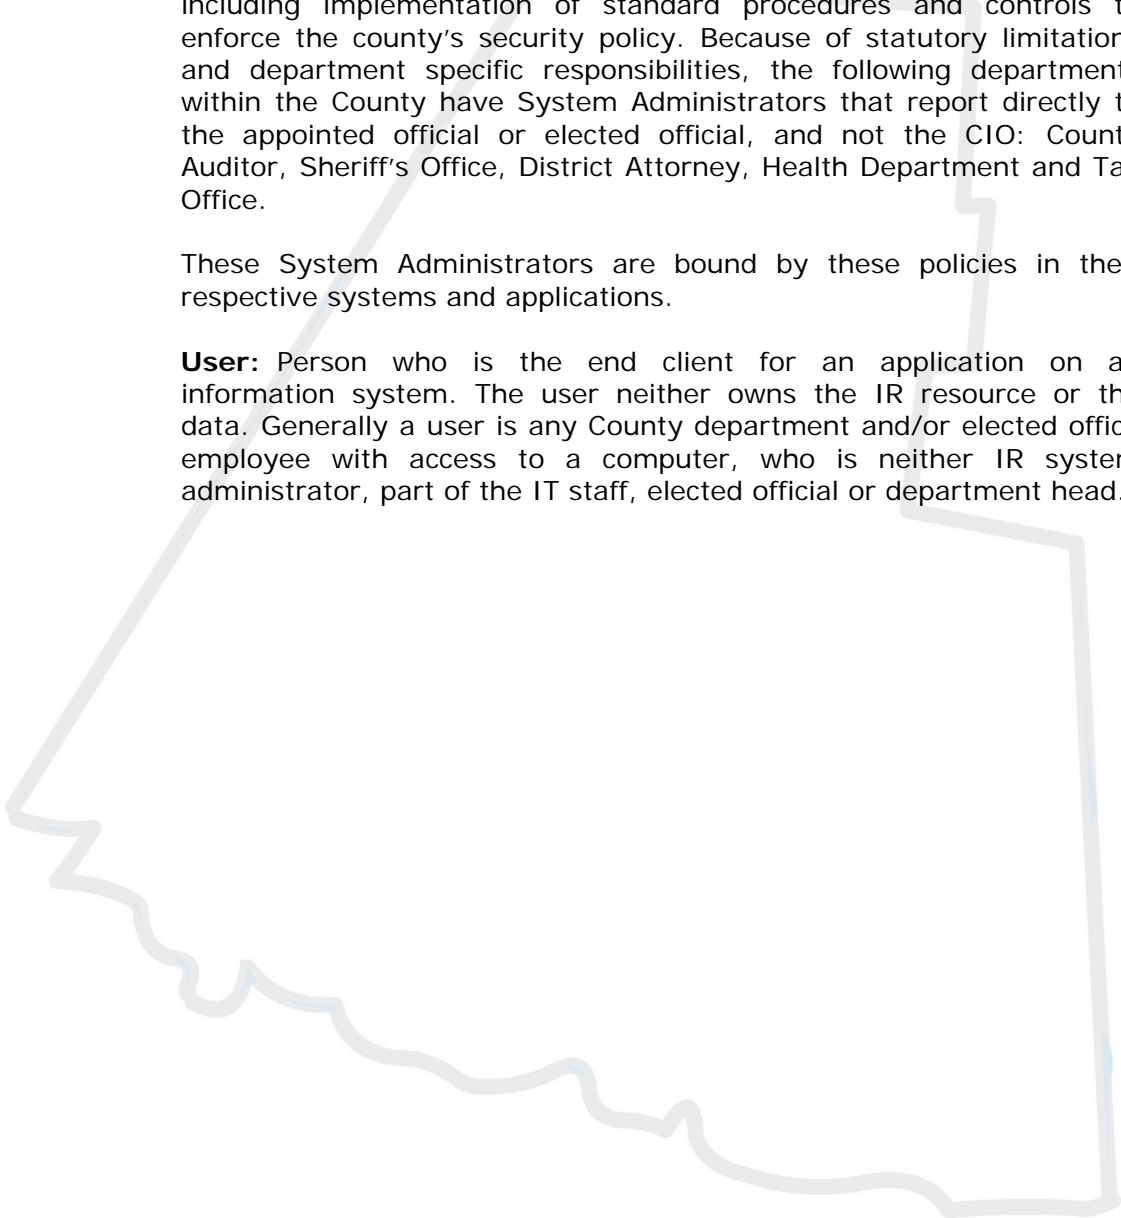 including implementation of standard procedures and controls t
enforce the county's security policy. Because of statutory limitation
and department specific responsibilities, the following department
within the County have System Administrators that report directly t
the appointed official or elected official, and not the CIO: Count
Auditor, Sheriff's Office, District Attorney, Health Department and Ta
Office.
These System Administrators are bound by these policies in the
respective systems and applications.
User: Person who is the end client for an application on a
information system. The user neither owns the IR resource or th
data. Generally a user is any County department and/or elected offic
employee with access to a computer, who is neither IR system
administrator, part of the IT staff, elected official or department head.